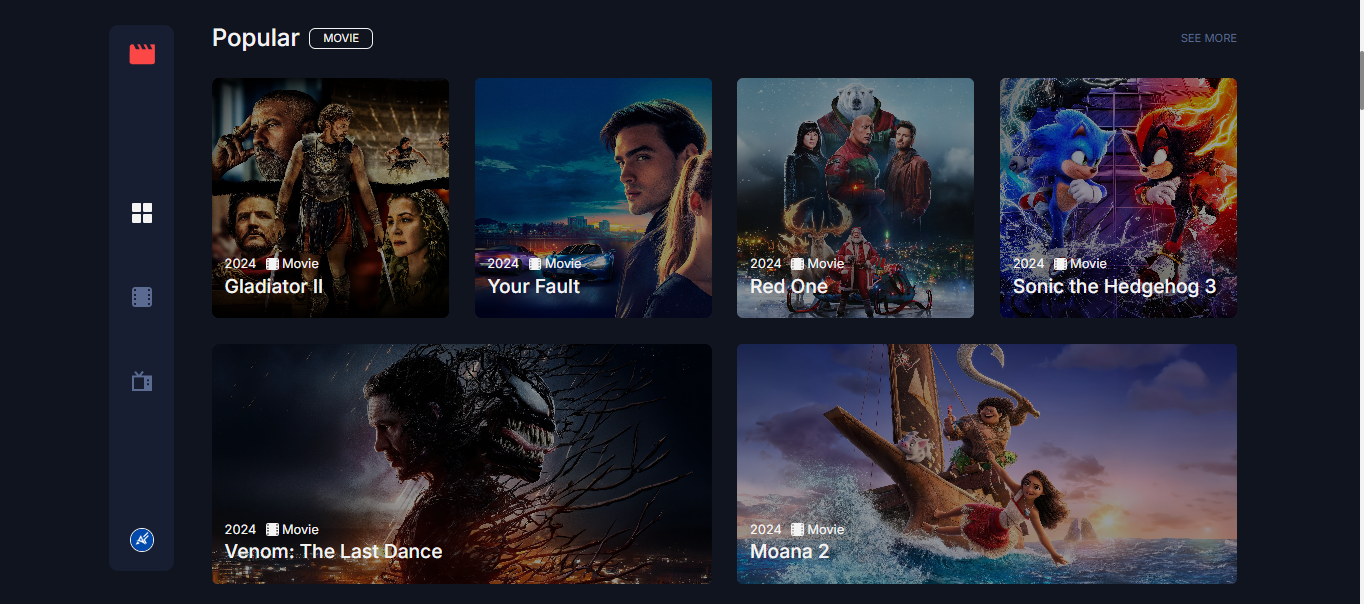 Popular
MOVIE
SEE MORE
2024 Movie
Gladiator II
2024 Movie
Your Fault
2024 Movie
Red One
2024 Movie
Sonic the Hedgehog 3
2024 Movie
Venom: The Last Dance
2024 Movie
Moana 2